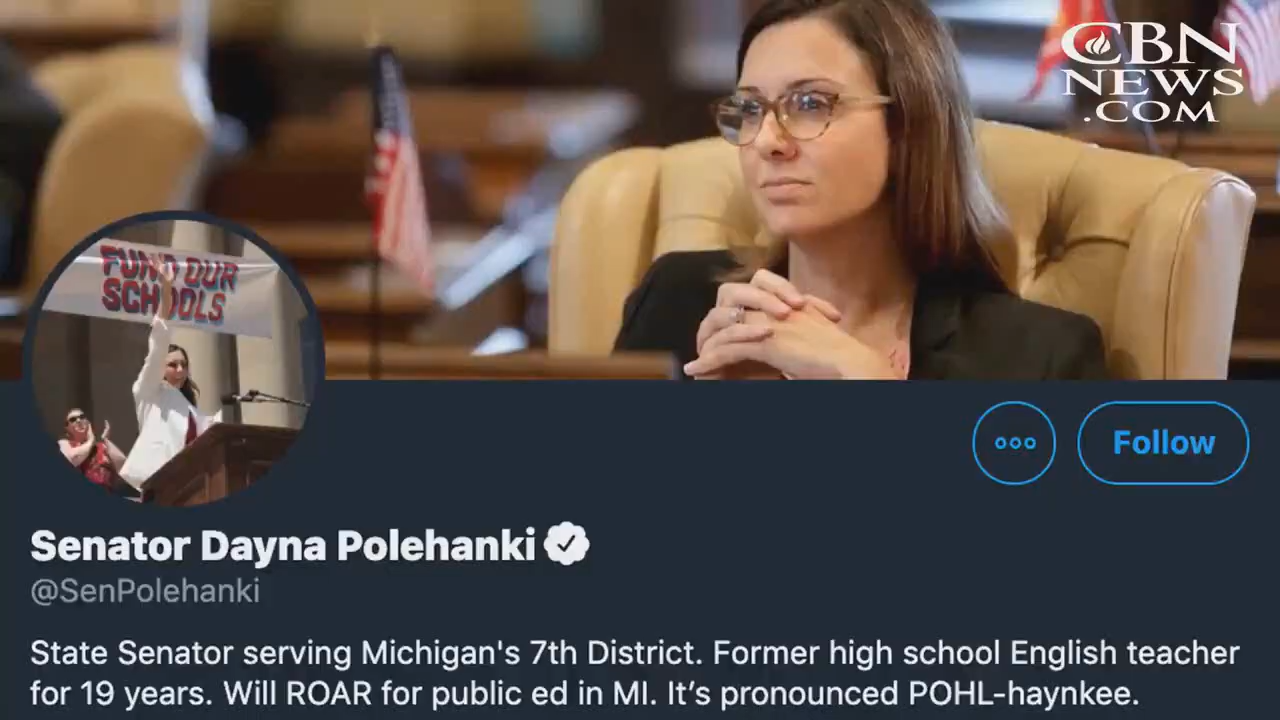 CBN
NEWS
.COM
FUND OUR
SCHOOLS
ooo
Follow
Senator Dayna Polehanki
@SenPolehanki
State Senator serving Michigan's 7th District. Former high school English teacher
for 19 years. Will ROAR for public ed in MI. It’s pronounced POHL-haynkee.